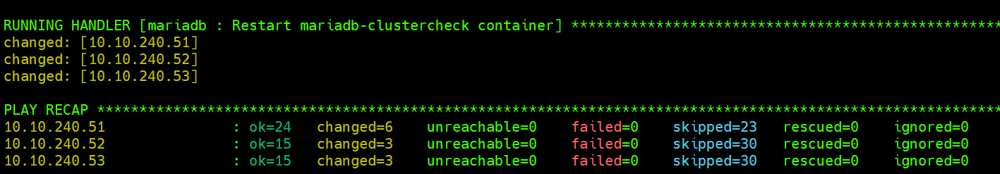 RUNNING HANDLER [mariadb : Restart mariadb-clustercheck container] ***************************************************
changed: [10.10.240.51]
changed: [10.10.240.52]
changed: [10.10.240.53]
PLAY RECAP ***********************************************************************************************************
10.10.240.51 : ok=24 changed=6 unreachable=0 failed=0 skipped=23 rescued=0 ignored=0
10.10.240.52 : ok=15 changed=3 unreachable=0 failed=0 skipped=30 rescued=0 ignored=0
10.10.240.53 : ok=15 changed=3 unreachable=0 failed=0 skipped=30 rescued=0 ignored=0